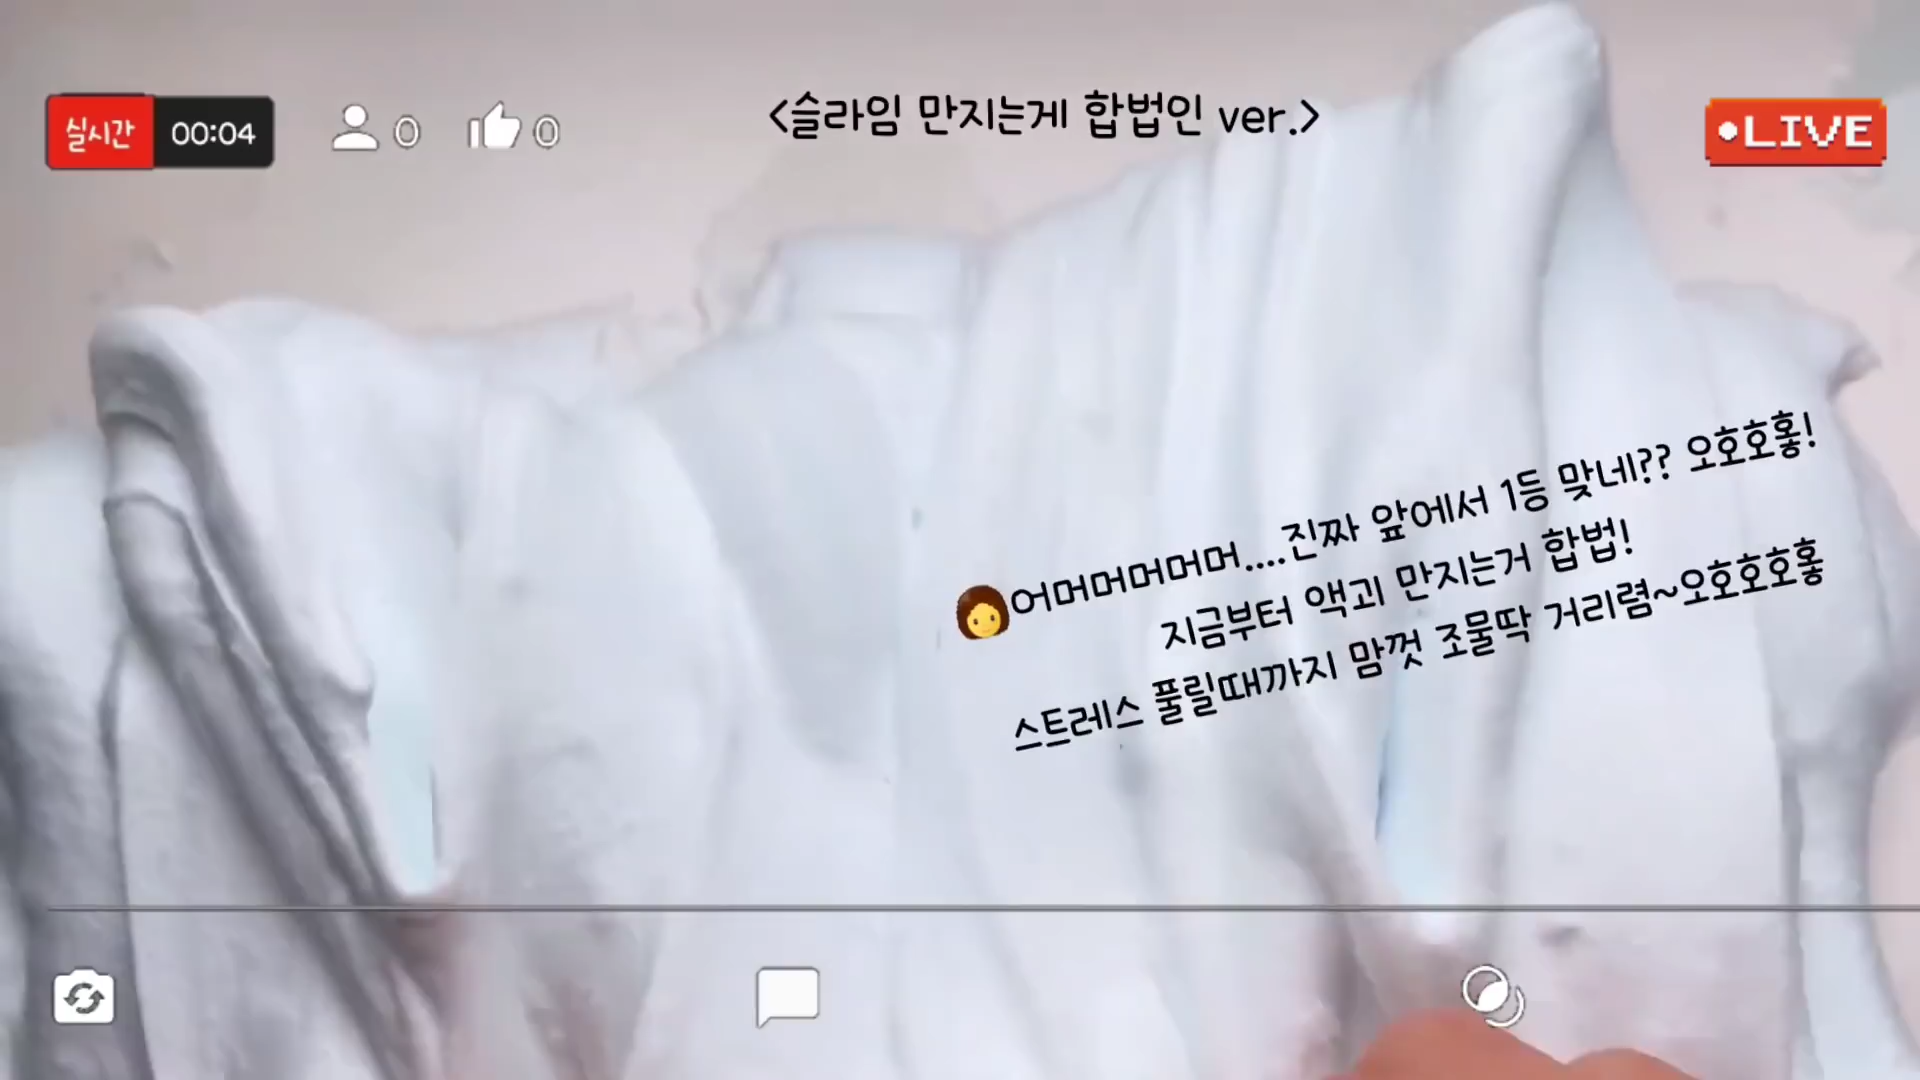 실시간 00:04 0 0
<슬라임 만지는게 합법인 ver.>
LIVE
어머머머머머....진짜 앞에서 1등 맞네?? 오호호홓!
지금부터 액괴 만지는거 합법!
스트레스 풀릴때까지 맘껏 조물딱 거리렴~오호호호홓